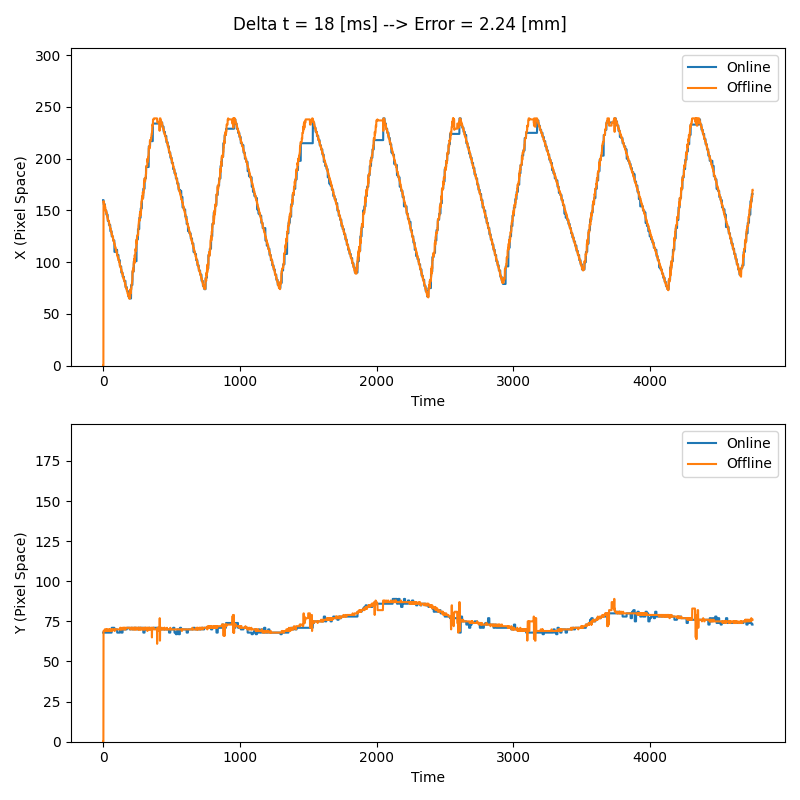 Delta t = 18 [ms] --> Error = 2.24 [mm]
300
250
200
150
100
50
0
X (Pixel Space)
Online
Offline
0 1000 2000 3000 4000
Time
175
150
125
100
75
50
25
0
Y (Pixel Space)
Online
Offline
0 1000 2000 3000 4000
Time